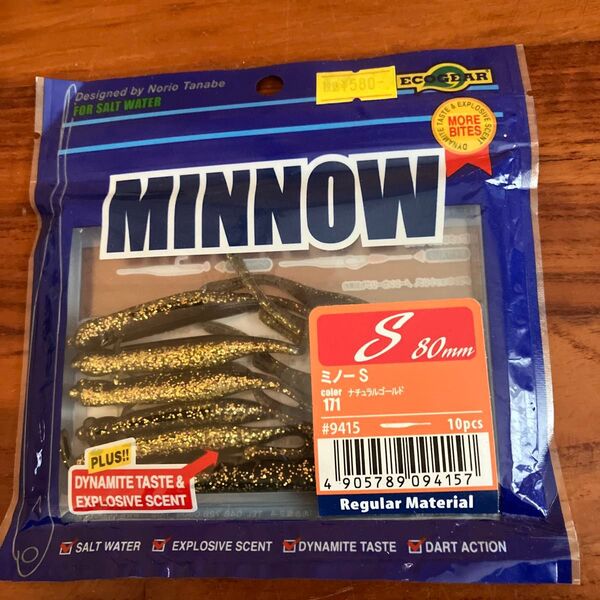 Designed by Norio Tanabe
FOR SALT WATER
¥580-
ECOGEAR
DYNAMITE TASTE & EXPLOSIVE SCENT
MORE
BITES
MINNOW
S 80mm
ミノーS
color ナチュラルゴールド
171
#9415 10pcs
4 905789 094157
Regular Material
PLUS!!
DYNAMITE TASTE &
EXPLOSIVE SCENT
SALT WATER EXPLOSIVE SCENT DYNAMITE TASTE DART ACTION